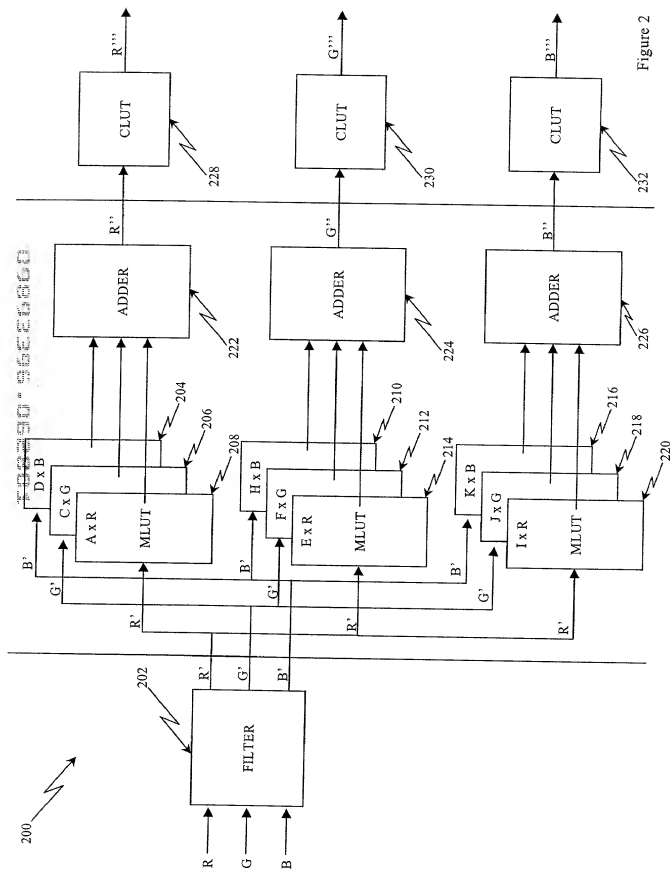 200
R
G
B
FILTER
202
R'
G'
B'
B'
G'
R'
D x B
C x G
A x R
MLUT
204
206
208
B'
G'
R'
H x B
F x G
E x R
MLUT
210
212
214
B'
G'
R'
K x B
J x G
I x R
MLUT
216
218
220
ADDER
222
R''
ADDER
224
G''
ADDER
226
B''
CLUT
228
R'''
CLUT
230
G'''
CLUT
232
B'''
Figure 2